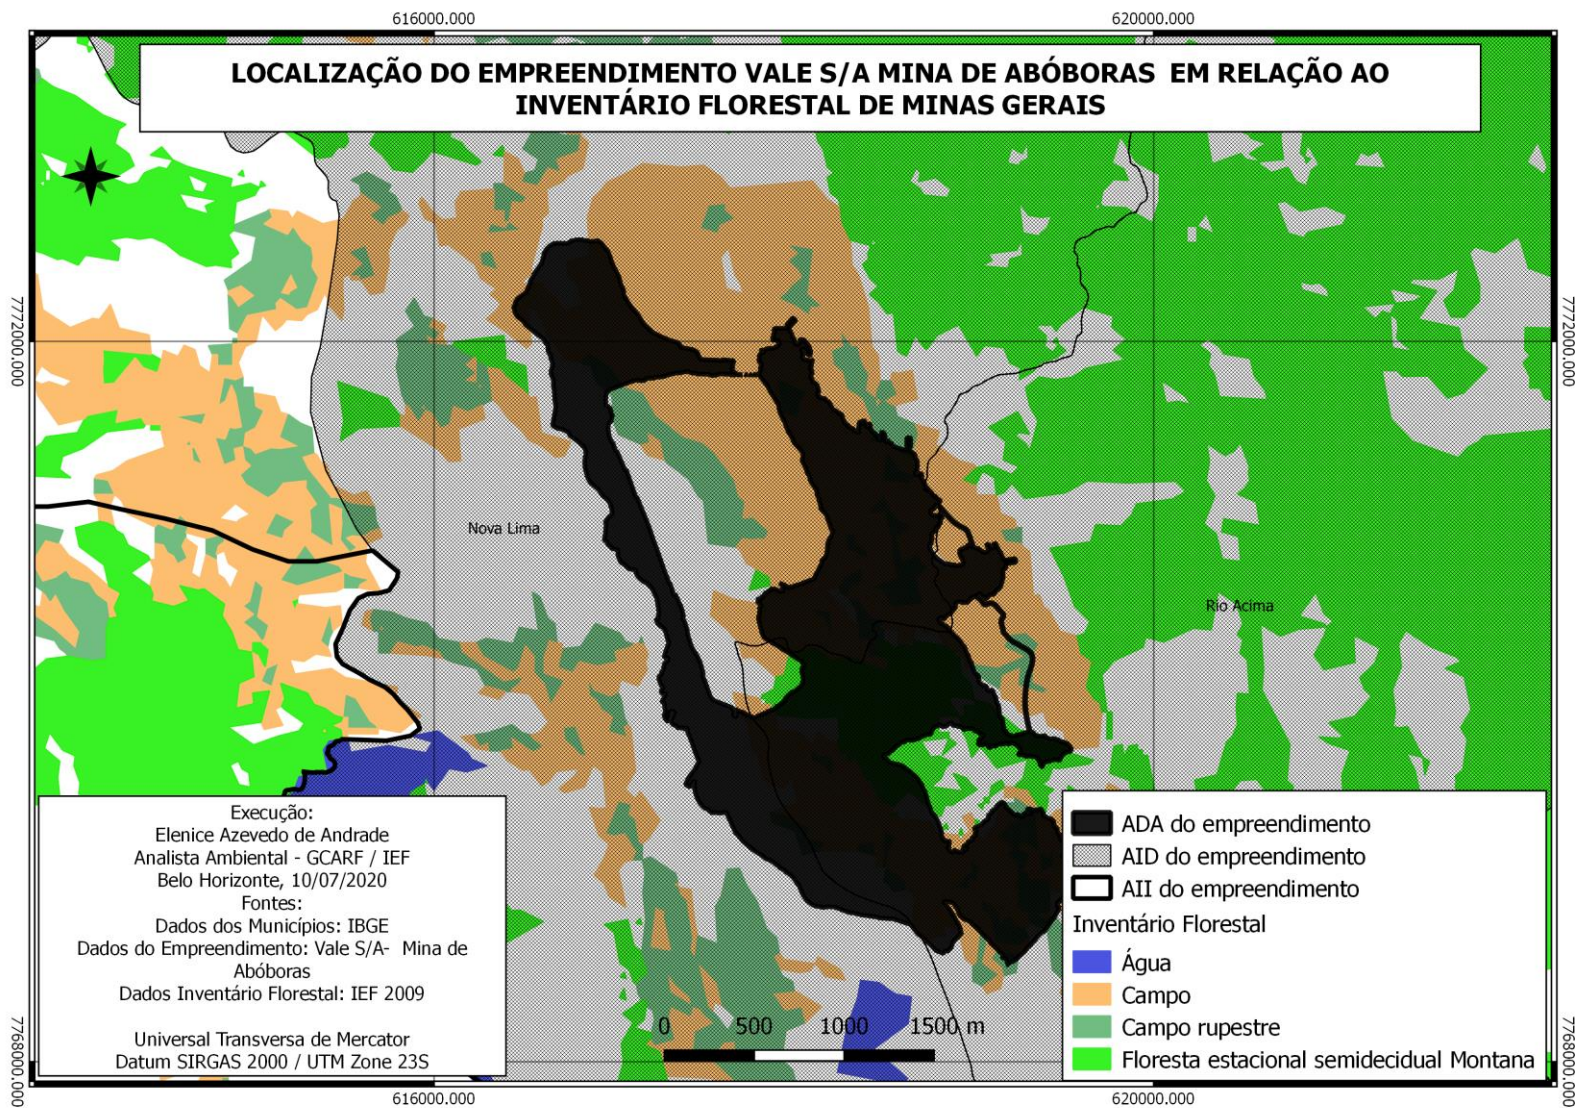 616000.000
620000.000
LOCALIZAÇÃO DO EMPREENDIMENTO VALE S/A MINA DE ABÓBORAS EM RELAÇÃO AO
INVENTÁRIO FLORESTAL DE MINAS GERAIS
7772000.000
7772000.000
Nova Lima
Rio Acima
Execução:
Elenice Azevedo de Andrade
Analista Ambiental - GCARF / IEF
Belo Horizonte, 10/07/2020
Fontes:
Dados dos Municípios: IBGE
Dados do Empreendimento: Vale S/A- Mina de
Abóboras
Dados Inventário Florestal: IEF 2009
Universal Transversa de Mercator
Datum SIRGAS 2000 / UTM Zone 23S
0 500 1000 1500 m
ADA do empreendimento
AID do empreendimento
AII do empreendimento
Inventário Florestal
Água
Campo
Campo rupestre
Floresta estacional semidecidual Montana
7768000.000
7768000.000
616000.000
620000.000